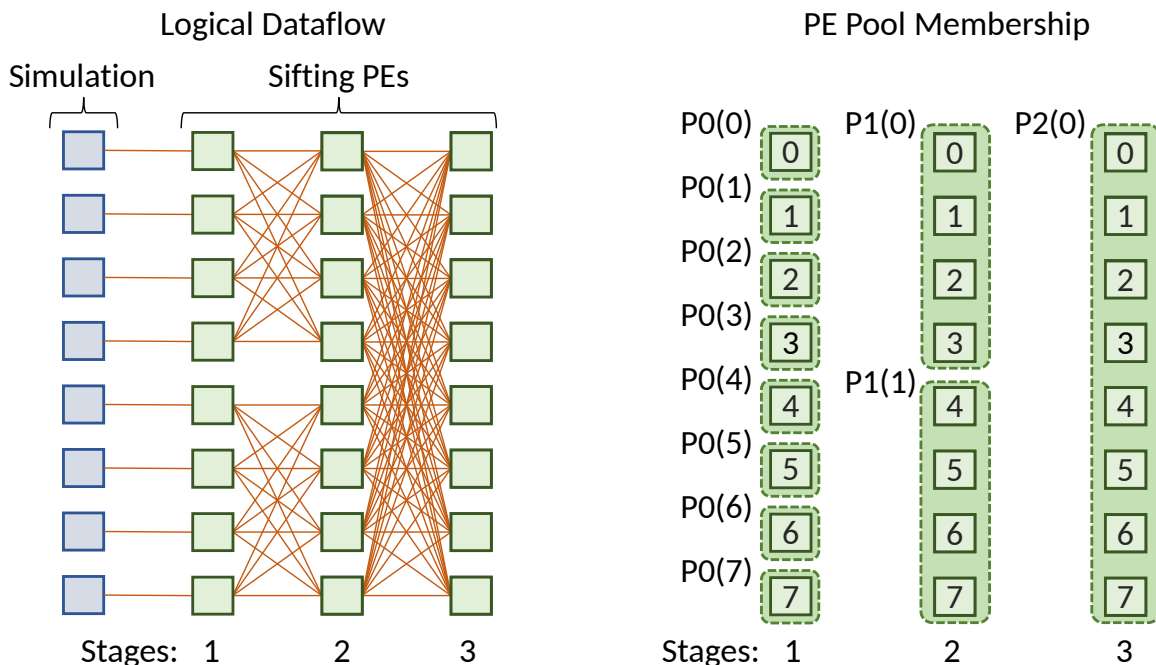 Logical Dataflow
Simulation
Sifting PEs
Stages: 1 2 3
PE Pool Membership
P0(0)
P0(1)
P0(2)
P0(3)
P0(4)
P0(5)
P0(6)
P0(7)
0
1
2
3
4
5
6
7
P1(0)
P1(1)
0
1
2
3
4
5
6
7
P2(0)
0
1
2
3
4
5
6
7
Stages: 1 2 3